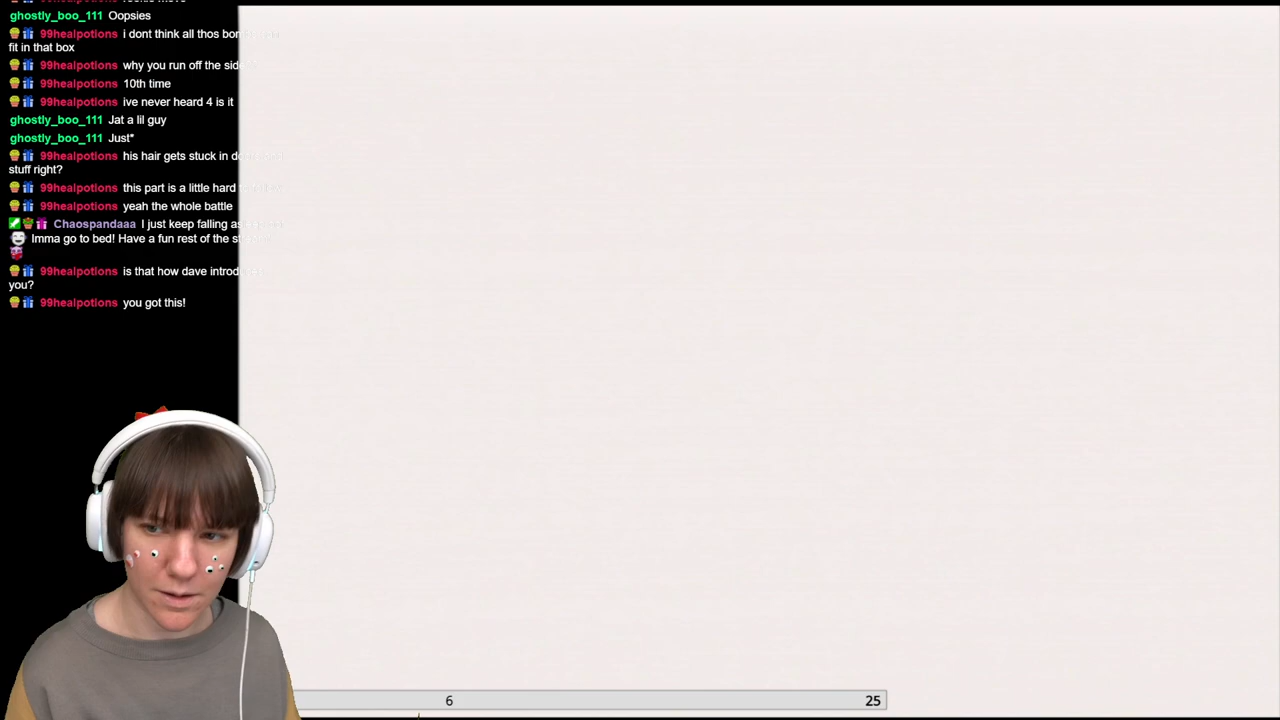 ghostly_boo_111 Oopsies
99healpotions i dont think all thos
fit in that box
99healpotions why you run off the side
99healpotions 10th time
99healpotions ive never heard 4 is it
ghostly_boo_111 Jat a lil guy
ghostly_boo_111 Just*
99healpotions his hair gets stuck in
stuff right?
99healpotions this part is a little hard
99healpotions yeah the whole battle
Chaospandaaa I just keep falling
Imma go to bed! Have a fun rest of the
99healpotions is that how dave
you?
99healpotions you got this!
6 25